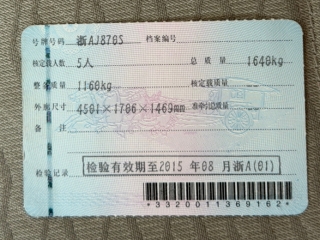 号牌号码 浙AJ870S 档案编号
核定载人数 5人 总质量 1640kg
整备质量 1160kg 核定载质量 --
外廓尺寸 4501×1706×1469mm 准牵引总质量 --
备注
检验记录 检验有效期至2015年08月浙A(01)
*3320011369162*